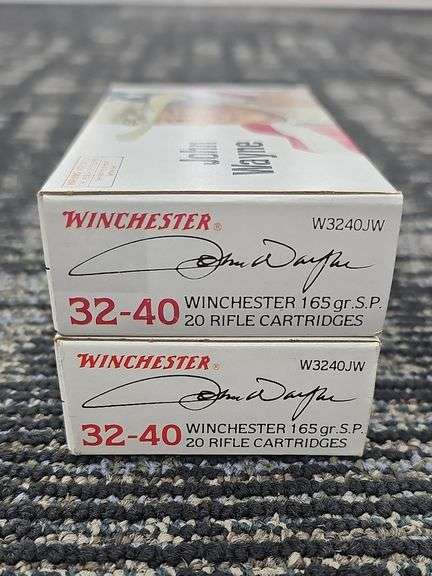 John
Wayne
WINCHESTER® W3240JW
John Wayne
32-40 WINCHESTER 165 gr. S.P.
20 RIFLE CARTRIDGES
WINCHESTER® W3240JW
John Wayne
32-40 WINCHESTER 165 gr. S.P.
20 RIFLE CARTRIDGES